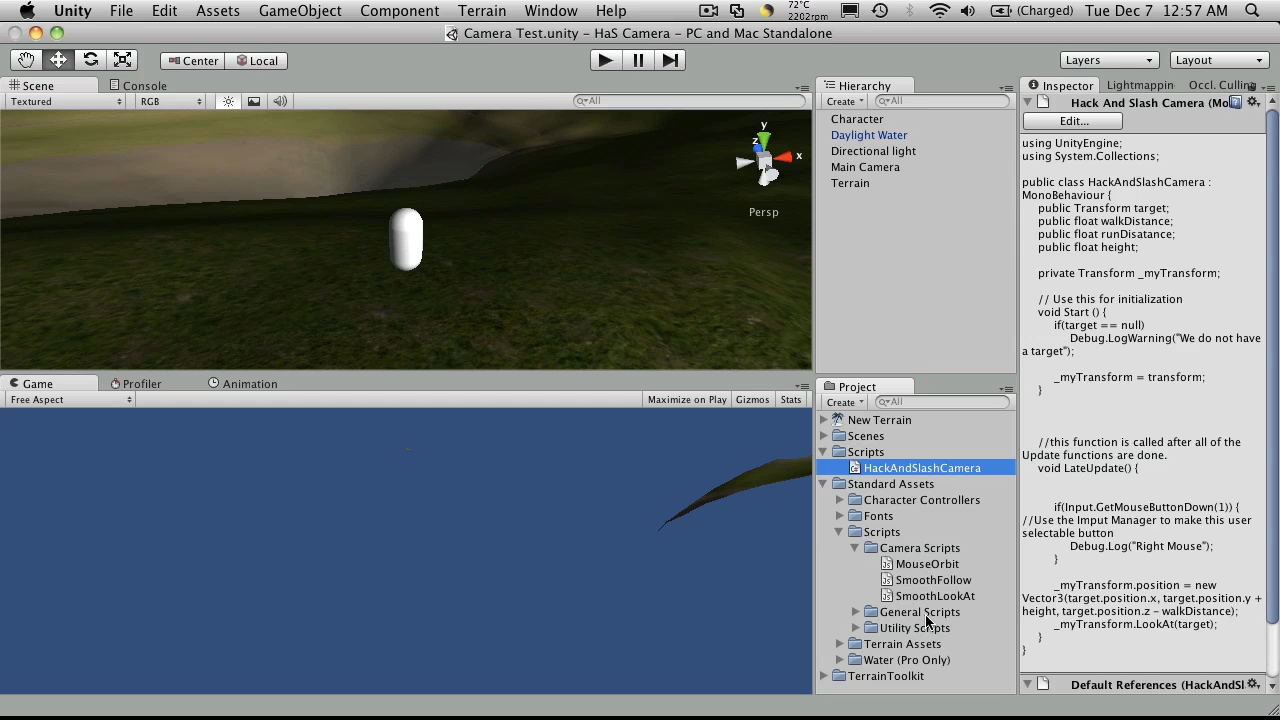 Unity File Edit Assets GameObject Component Terrain Window Help 72°C 2202rpm (Charged) Tue Dec 7 12:57 AM
Camera Test.unity – HaS Camera – PC and Mac Standalone
Center Local Layers Layout
Scene Console
Textured RGB All
y
z
x
Persp
Game Profiler Animation
Free Aspect Maximize on Play Gizmos Stats
Hierarchy
Create All
Character
Daylight Water
Directional light
Main Camera
Terrain
Project
Create All
New Terrain
Scenes
Scripts
HackAndSlashCamera
Standard Assets
Character Controllers
Fonts
Scripts
Camera Scripts
MouseOrbit
SmoothFollow
SmoothLookAt
General Scripts
Utility Scripts
Terrain Assets
Water (Pro Only)
TerrainToolkit
Inspector Lightmappin Occl. Culling
Hack And Slash Camera (Mo
Edit...
using UnityEngine;
using System.Collections;
public class HackAndSlashCamera :
MonoBehaviour {
public Transform target;
public float walkDistance;
public float runDisatance;
public float height;
private Transform _myTransform;
// Use this for initialization
void Start () {
if(target == null)
Debug.LogWarning("We do not have
a target");
_myTransform = transform;
}
//this function is called after all of the
Update functions are done.
void LateUpdate() {
if(Input.GetMouseButtonDown(1)) {
//Use the Imput Manager to make this user
selectable button
Debug.Log("Right Mouse");
}
_myTransform.position = new
Vector3(target.position.x, target.position.y +
height, target.position.z – walkDistance);
_myTransform.LookAt(target);
}
}
Default References (HackAndSl